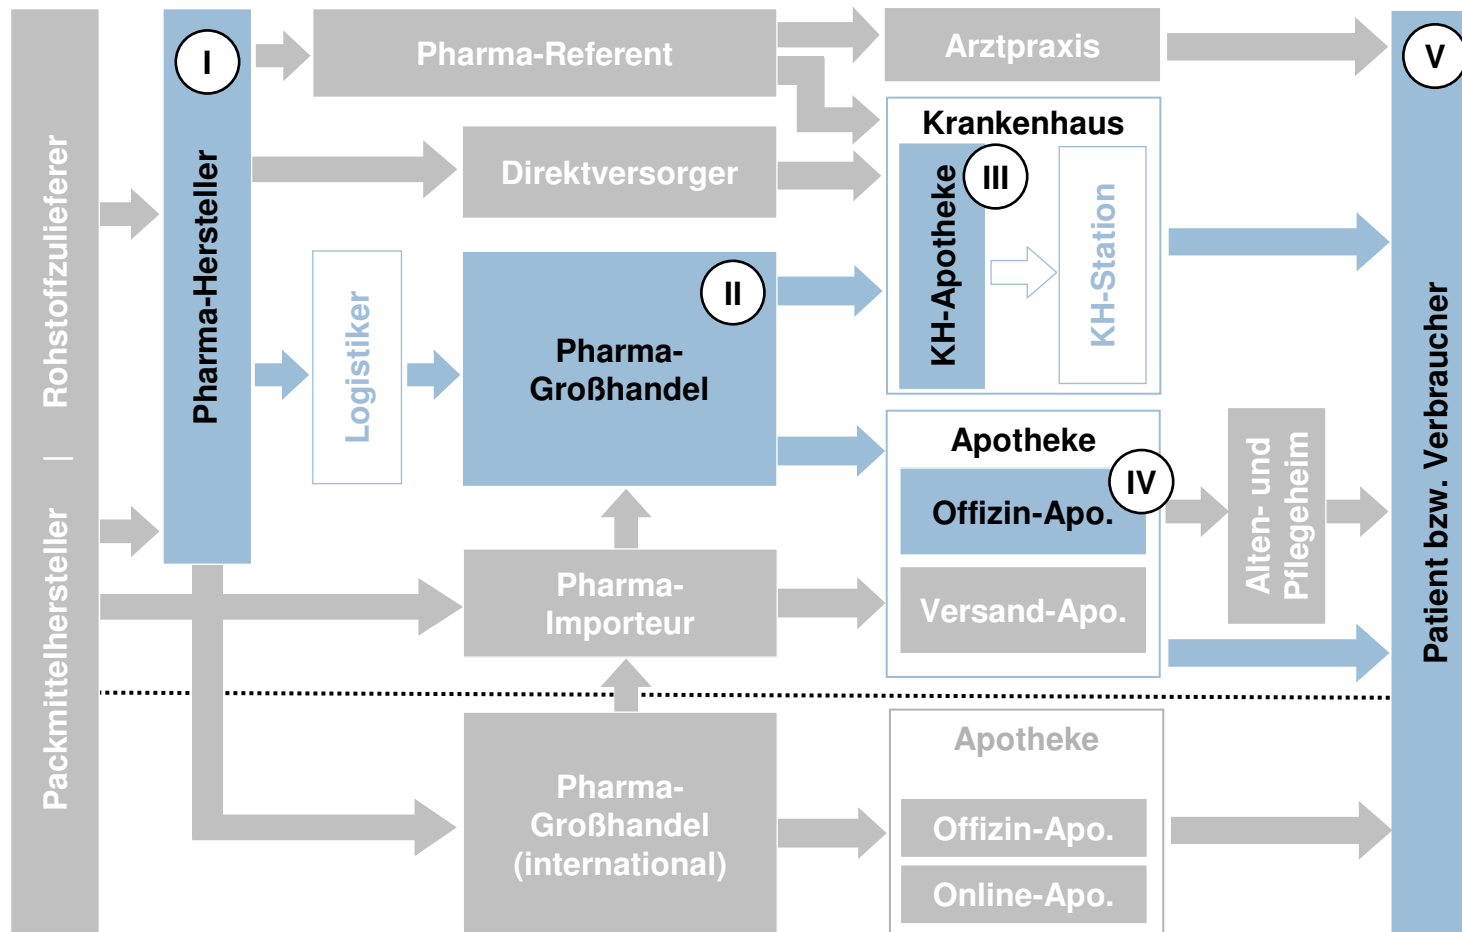 Packmittelhersteller | Rohstoffzulieferer
I
Pharma-Hersteller
Pharma-Referent
Direktversorger
Logistiker
II
Pharma-
Großhandel
Pharma-
Importeur
Pharma-
Großhandel
(international)
Arztpraxis
Krankenhaus
III
KH-Apotheke
KH-Station
Apotheke
IV
Offizin-Apo.
Versand-Apo.
Alten- und
Pflegeheim
Apotheke
Offizin-Apo.
Online-Apo.
V
Patient bzw. Verbraucher